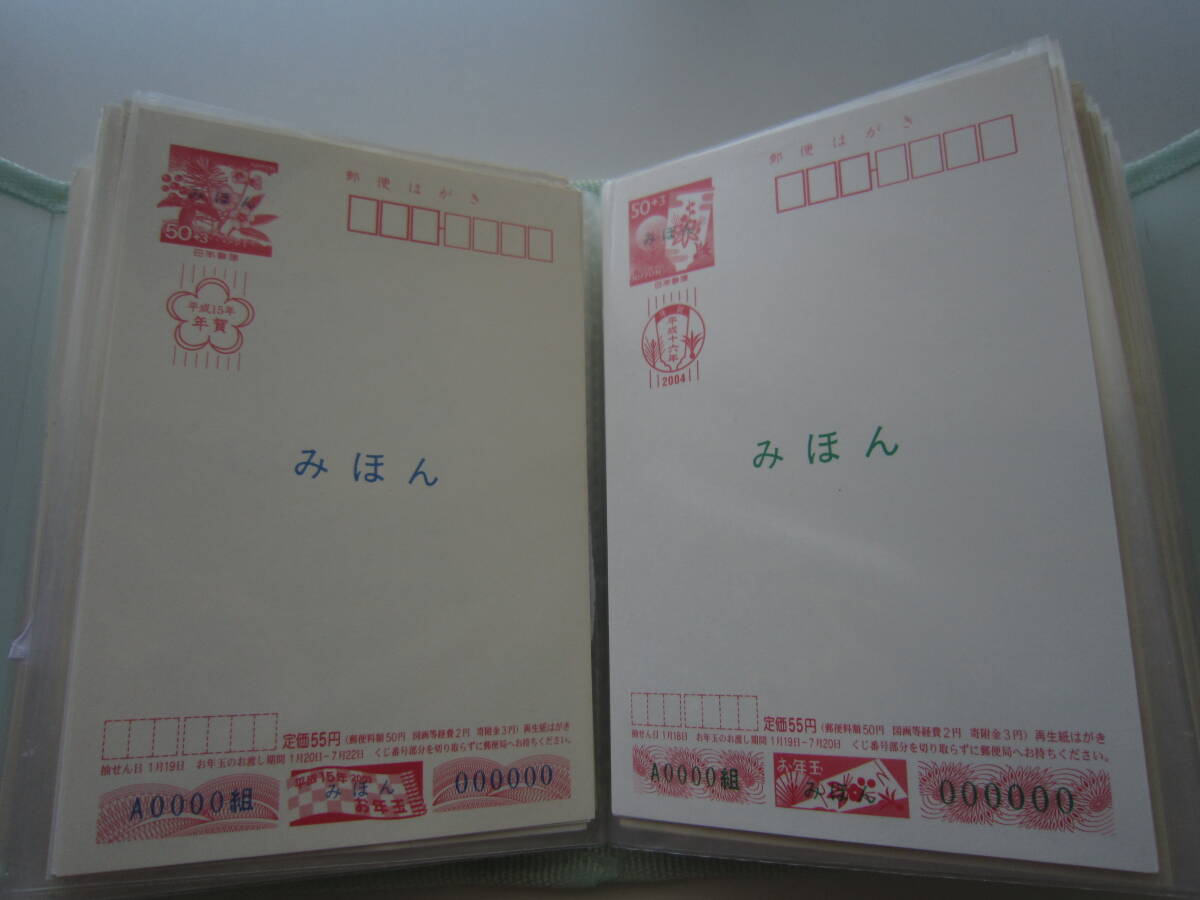 みほん
50+3
日本郵便
郵便はがき
平成15年
年賀
みほん
定価55円(郵便料額50円 図画等経費2円 寄附金3円)再生紙はがき
抽せん日 1月19日 お年玉のお渡し期間 1月20日~7月22日 くじ番号部分を切り取らずに郵便局へお持ちください。
A0000組
平成15年 2003
みほん
お年玉
000000
50+3
みほん
NIPPON
日本郵便
郵便はがき
平成十六年
2004
みほん
定価55円(郵便料額50円 図画等経費2円 寄附金3円)再生紙はがき
抽せん日 1月18日 お年玉のお渡し期間 1月19日~7月20日 くじ番号部分を切り取らずに郵便局へお持ちください。
A0000組
お年玉
みほん
000000